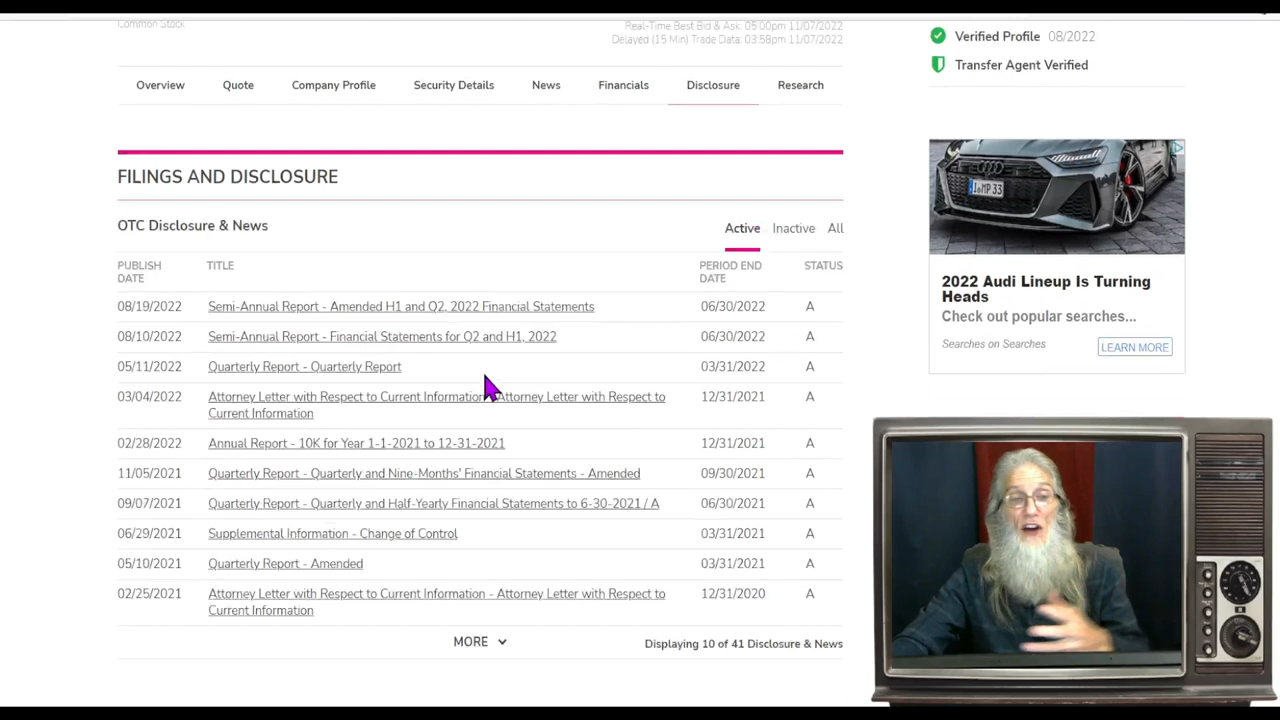 Common Stock
Real-Time Best Bid & Ask: 05:00pm 11/07/2022
Delayed (15 Min) Trade Data: 03:58pm 11/07/2022
Verified Profile 08/2022
Transfer Agent Verified
Overview Quote Company Profile Security Details News Financials Disclosure Research
FILINGS AND DISCLOSURE
OTC Disclosure & News
Active Inactive All
PUBLISH DATE TITLE PERIOD END DATE STATUS
08/19/2022 Semi-Annual Report - Amended H1 and Q2, 2022 Financial Statements 06/30/2022 A
08/10/2022 Semi-Annual Report - Financial Statements for Q2 and H1, 2022 06/30/2022 A
05/11/2022 Quarterly Report - Quarterly Report 03/31/2022 A
03/04/2022 Attorney Letter with Respect to Current Information Attorney Letter with Respect to 12/31/2021 A
Current Information
02/28/2022 Annual Report - 10K for Year 1-1-2021 to 12-31-2021 12/31/2021 A
11/05/2021 Quarterly Report - Quarterly and Nine-Months' Financial Statements - Amended 09/30/2021 A
09/07/2021 Quarterly Report - Quarterly and Half-Yearly Financial Statements to 6-30-2021 / A 06/30/2021 A
06/29/2021 Supplemental Information - Change of Control 03/31/2021 A
05/10/2021 Quarterly Report - Amended 03/31/2021 A
02/25/2021 Attorney Letter with Respect to Current Information - Attorney Letter with Respect to 12/31/2020 A
Current Information
MORE Displaying 10 of 41 Disclosure & News
I·MP 33
2022 Audi Lineup Is Turning
Heads
Check out popular searches...
Searches on Searches LEARN MORE